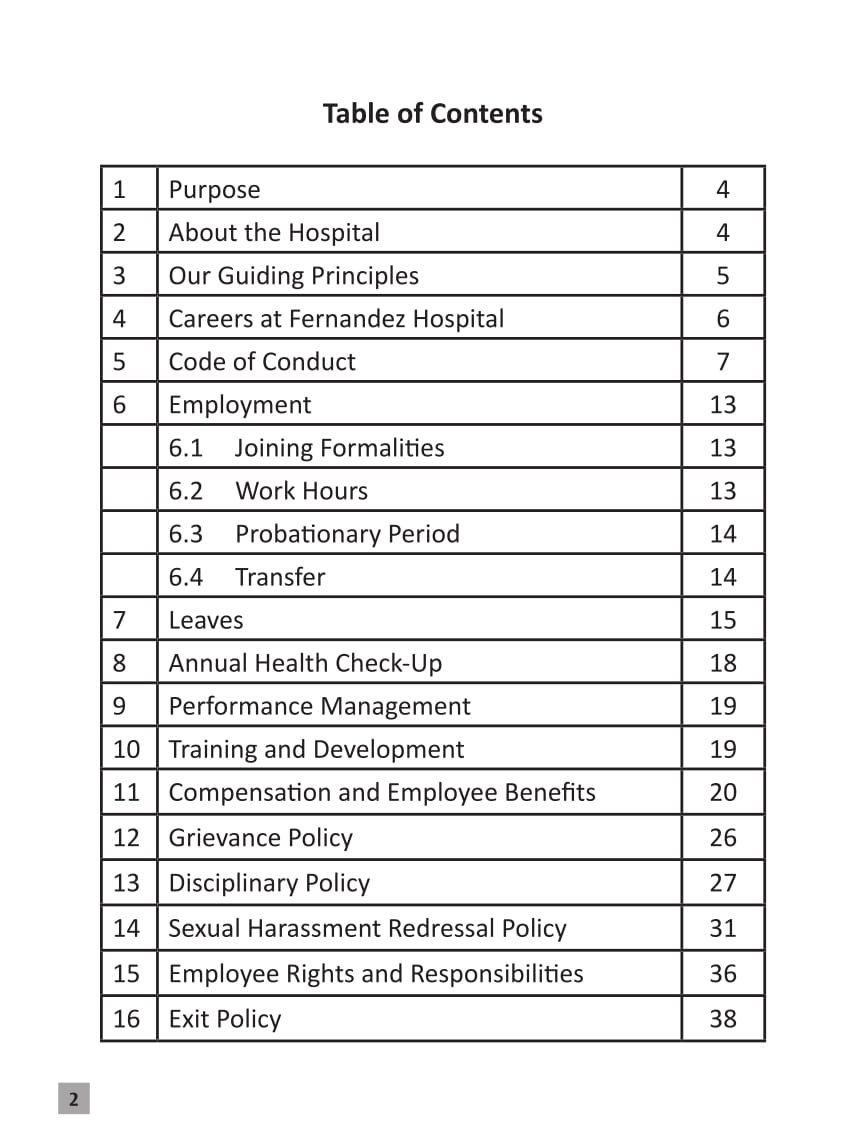 Table of Contents
1 Purpose 4
2 About the Hospital 4
3 Our Guiding Principles 5
4 Careers at Fernandez Hospital 6
5 Code of Conduct 7
6 Employment 13
6.1 Joining Formalities 13
6.2 Work Hours 13
6.3 Probationary Period 14
6.4 Transfer 14
7 Leaves 15
8 Annual Health Check-Up 18
9 Performance Management 19
10 Training and Development 19
11 Compensation and Employee Benefits 20
12 Grievance Policy 26
13 Disciplinary Policy 27
14 Sexual Harassment Redressal Policy 31
15 Employee Rights and Responsibilities 36
16 Exit Policy 38
2